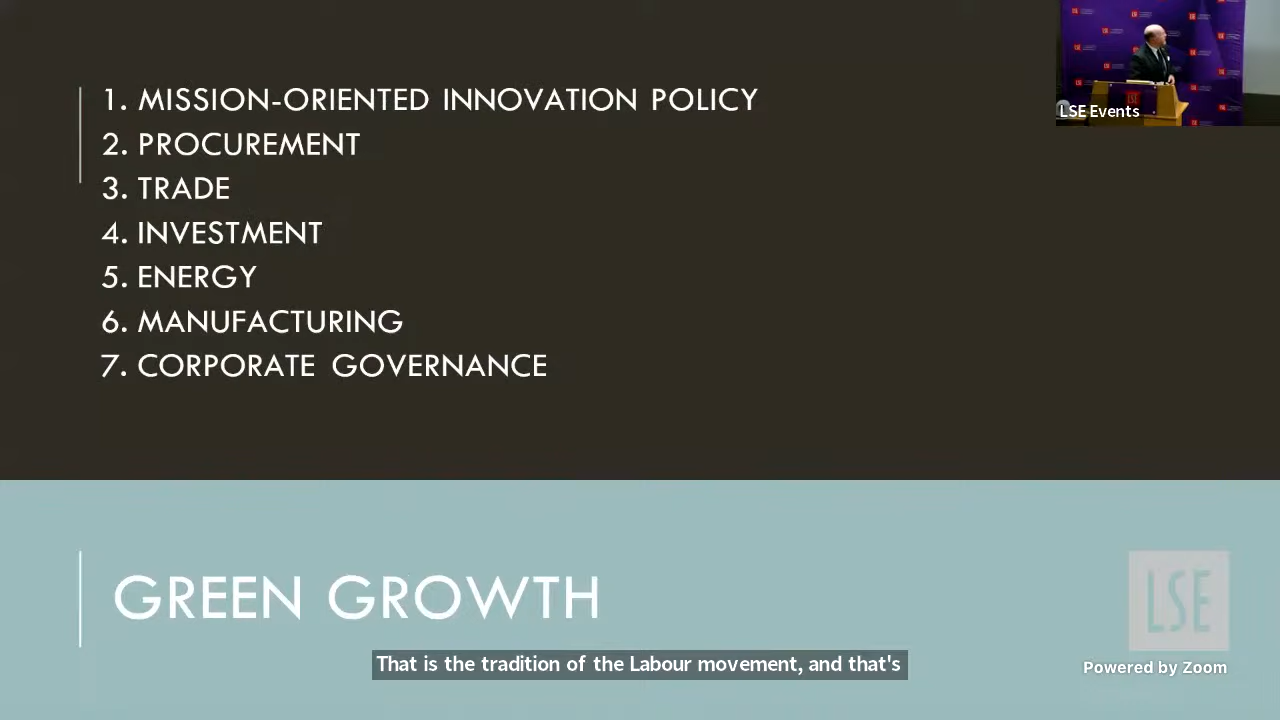 1. MISSION-ORIENTED INNOVATION POLICY
2. PROCUREMENT
3. TRADE
4. INVESTMENT
5. ENERGY
6. MANUFACTURING
7. CORPORATE GOVERNANCE
LSE Events
GREEN GROWTH
LSE
That is the tradition of the Labour movement, and that's
Powered by Zoom